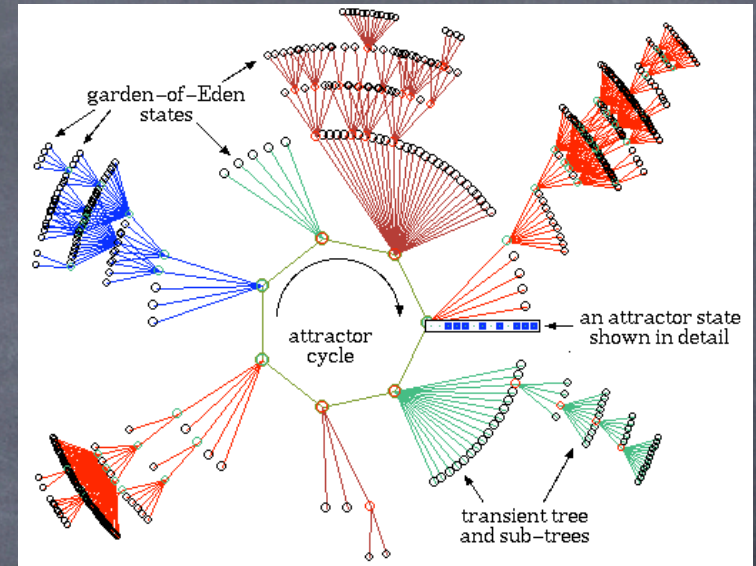 garden-of-Eden
states
attractor
cycle
an attractor state
shown in detail
transient tree
and sub-trees